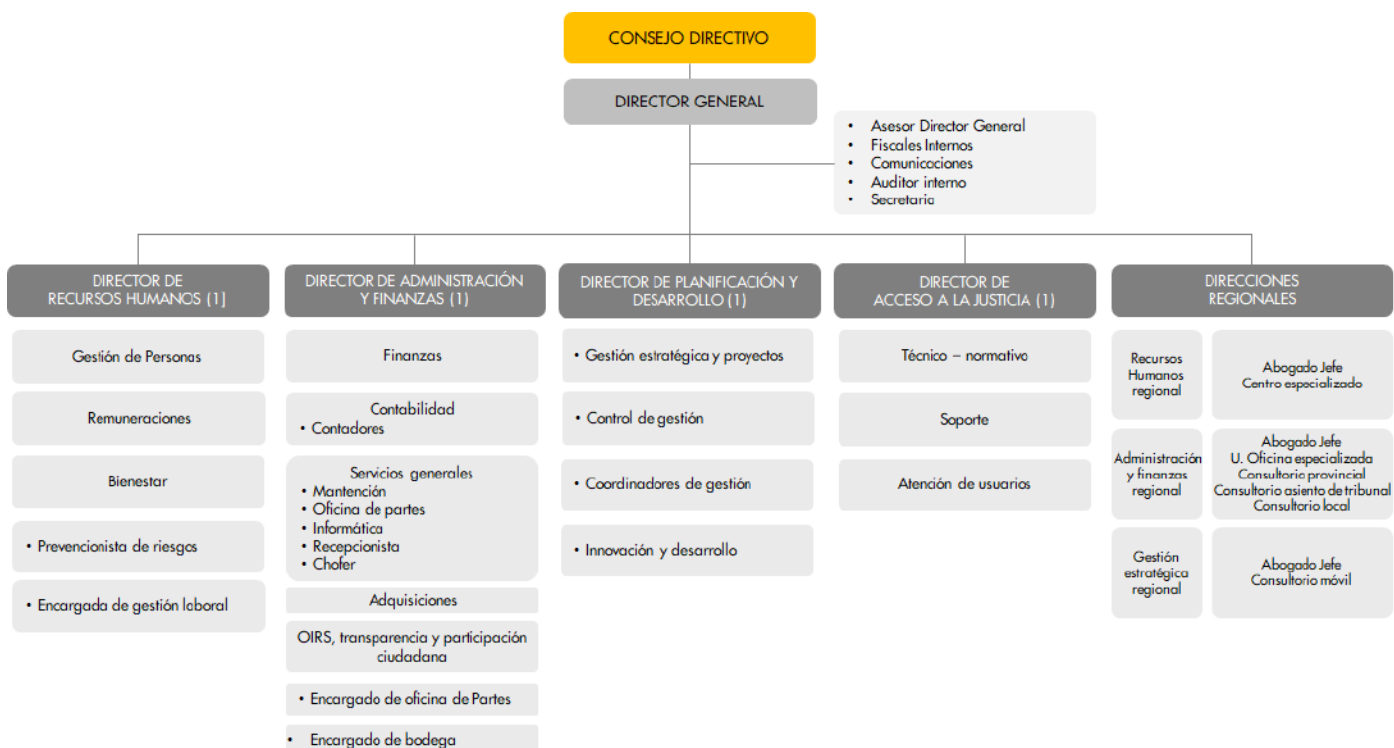 CONSEJO DIRECTIVO
DIRECTOR GENERAL
• Asesor Director General
• Fiscales Internos
• Comunicaciones
• Auditor interno
• Secretaria
DIRECTOR DE
RECURSOS HUMANOS (1]
Gestión de Personas
Remuneraciones
Bienestar
• Prevencionista de riesgos
• Encargada de gestión laboral
DIRECTOR DE ADMINISTRACIÓN
Y FINANZAS (1)
Finanzas
Contabilidad
• Contadores
Servicios generales
• Mantención
• Oficina de partes
• Informática
• Recepcionista
• Chofer
Adquisiciones
OIRS, transparencia y participación
ciudadana
• Encargado de oficina de Partes
• Encargado de bodega
DIRECTOR DE PLANIFICACIÓN Y
DESARROLLO (1)
• Gestión estratégica y proyectos
• Control de gestión
• Coordinadores de gestión
• Innovación y desarrollo
DIRECTOR DE
ACCESO A LA JUSTICIA (1)
Técnico – normativo
Soporte
Atención de usuarios
DIRECCIONES
REGIONALES
Recursos
Humanos
regional
Abogado Jefe
Centro especializado
Administración
y finanzas
regional
Abogado Jefe
U. Oficina especializada
Consultorio provincial
Consultorio asiento de tribunal
Consultorio local
Gestión
estratégica
regional
Abogado Jefe
Consultorio móvil